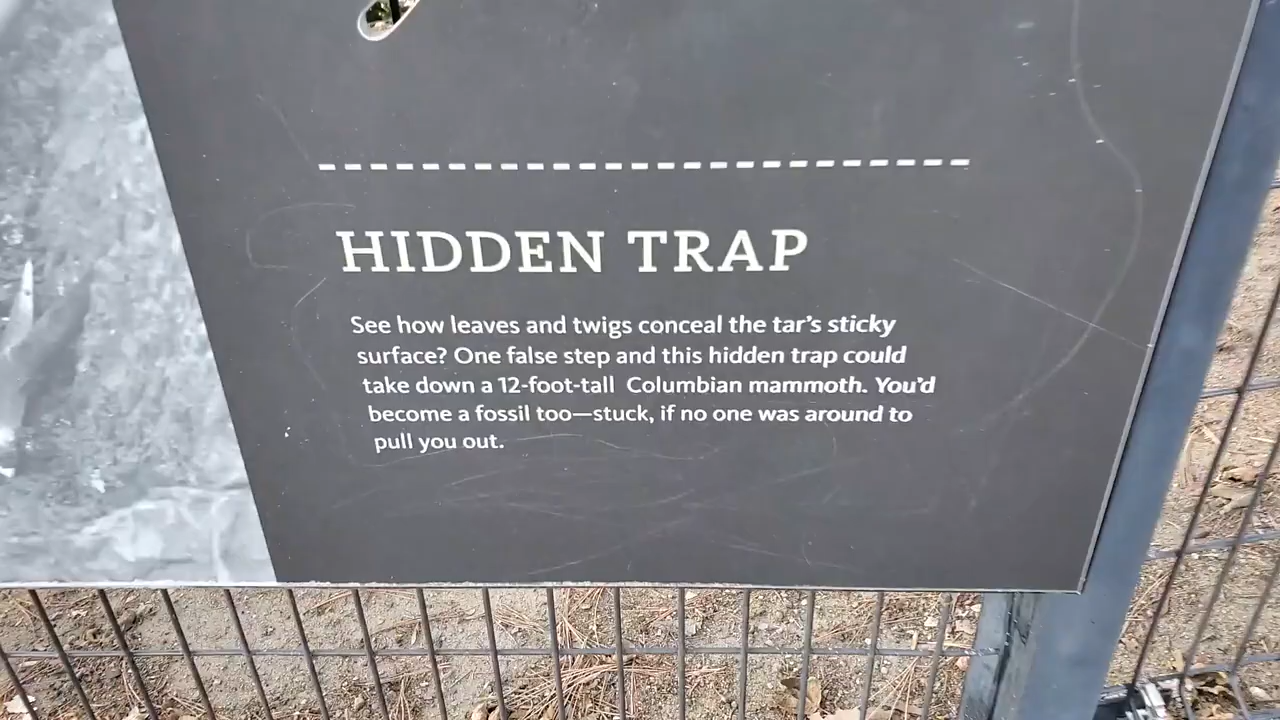 HIDDEN TRAP
See how leaves and twigs conceal the tar's sticky
surface? One false step and this hidden trap could
take down a 12-foot-tall Columbian mammoth. You'd
become a fossil too—stuck, if no one was around to
pull you out.